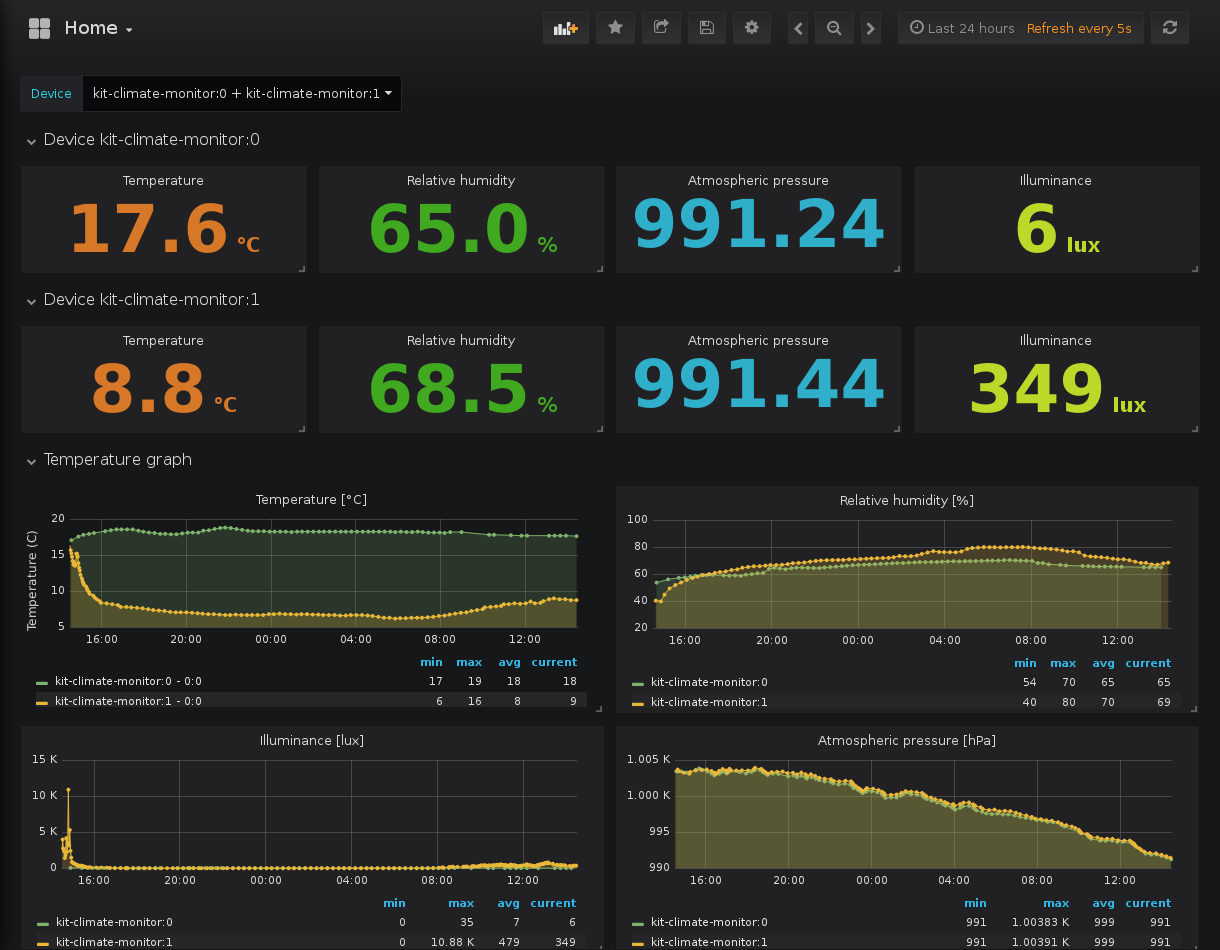 Home
Last 24 hours Refresh every 5s
Device kit-climate-monitor:0 + kit-climate-monitor:1
Device kit-climate-monitor:0
Temperature Relative humidity Atmospheric pressure Illuminance
17.6 °C 65.0 % 991.24 6 lux
Device kit-climate-monitor:1
Temperature Relative humidity Atmospheric pressure Illuminance
8.8 °C 68.5 % 991.44 349 lux
Temperature graph
Temperature [°C]
Temperature (C)
20
15
10
5
16:00 20:00 00:00 04:00 08:00 12:00
min max avg current
kit-climate-monitor:0 - 0:0 17 19 18 18
kit-climate-monitor:1 - 0:0 6 16 8 9
Relative humidity [%]
100
80
60
40
20
16:00 20:00 00:00 04:00 08:00 12:00
min max avg current
kit-climate-monitor:0 54 70 65 65
kit-climate-monitor:1 40 80 70 69
Illuminance [lux]
15 K
10 K
5 K
0
16:00 20:00 00:00 04:00 08:00 12:00
min max avg current
kit-climate-monitor:0 0 35 7 6
kit-climate-monitor:1 0 10.88 K 479 349
Atmospheric pressure [hPa]
1.005 K
1.000 K
995
990
16:00 20:00 00:00 04:00 08:00 12:00
min max avg current
kit-climate-monitor:0 991 1.00383 K 999 991
kit-climate-monitor:1 991 1.00391 K 999 991